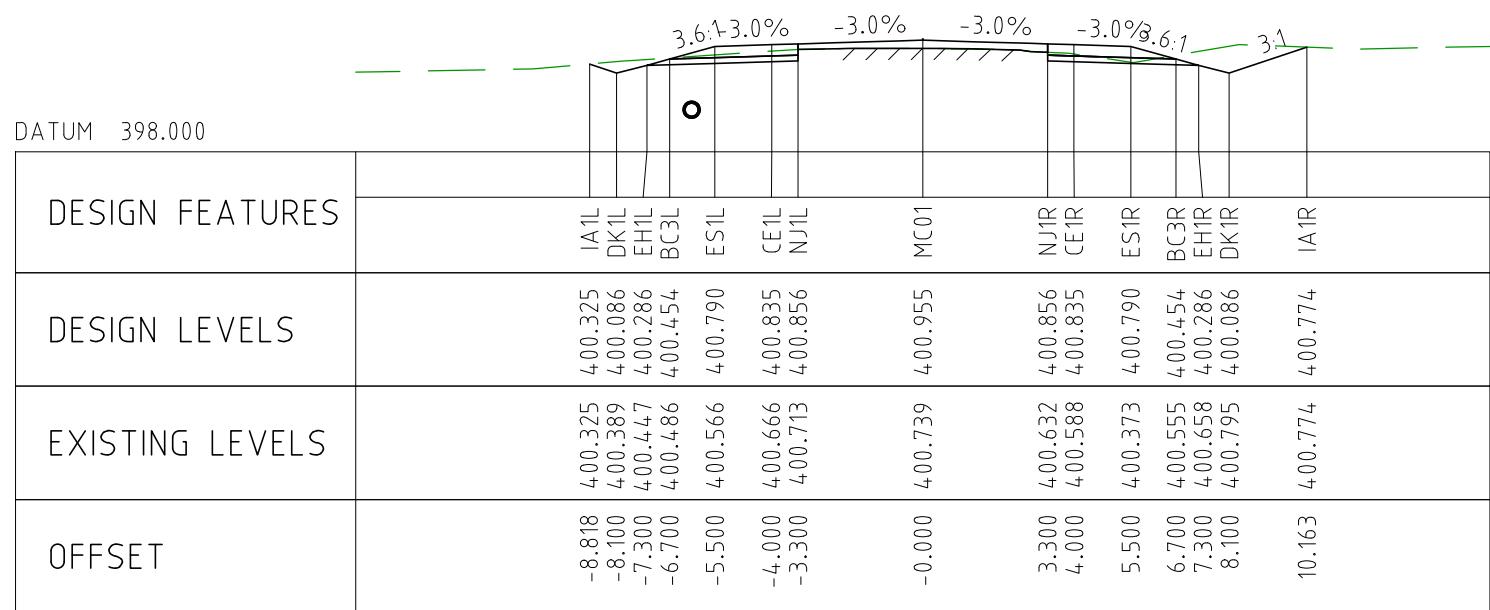 3.6:1 -3.0% -3.0% -3.0% -3.0% 3.6:1 3:1
DATUM 398.000
DESIGN FEATURES IA1L DK1L EH1L BC3L ES1L CE1L NJ1L MC01 NJ1R CE1R ES1R BC3R EH1R DK1R IA1R
DESIGN LEVELS 400.325 400.086 400.286 400.454 400.790 400.835 400.856 400.955 400.856 400.835 400.790 400.454 400.286 400.086 400.774
EXISTING LEVELS 400.325 400.389 400.447 400.486 400.566 400.666 400.713 400.739 400.632 400.588 400.373 400.555 400.658 400.795 400.774
OFFSET -8.818 -8.100 -7.300 -6.700 -5.500 -4.000 -3.300 -0.000 3.300 4.000 5.500 6.700 7.300 8.100 10.163